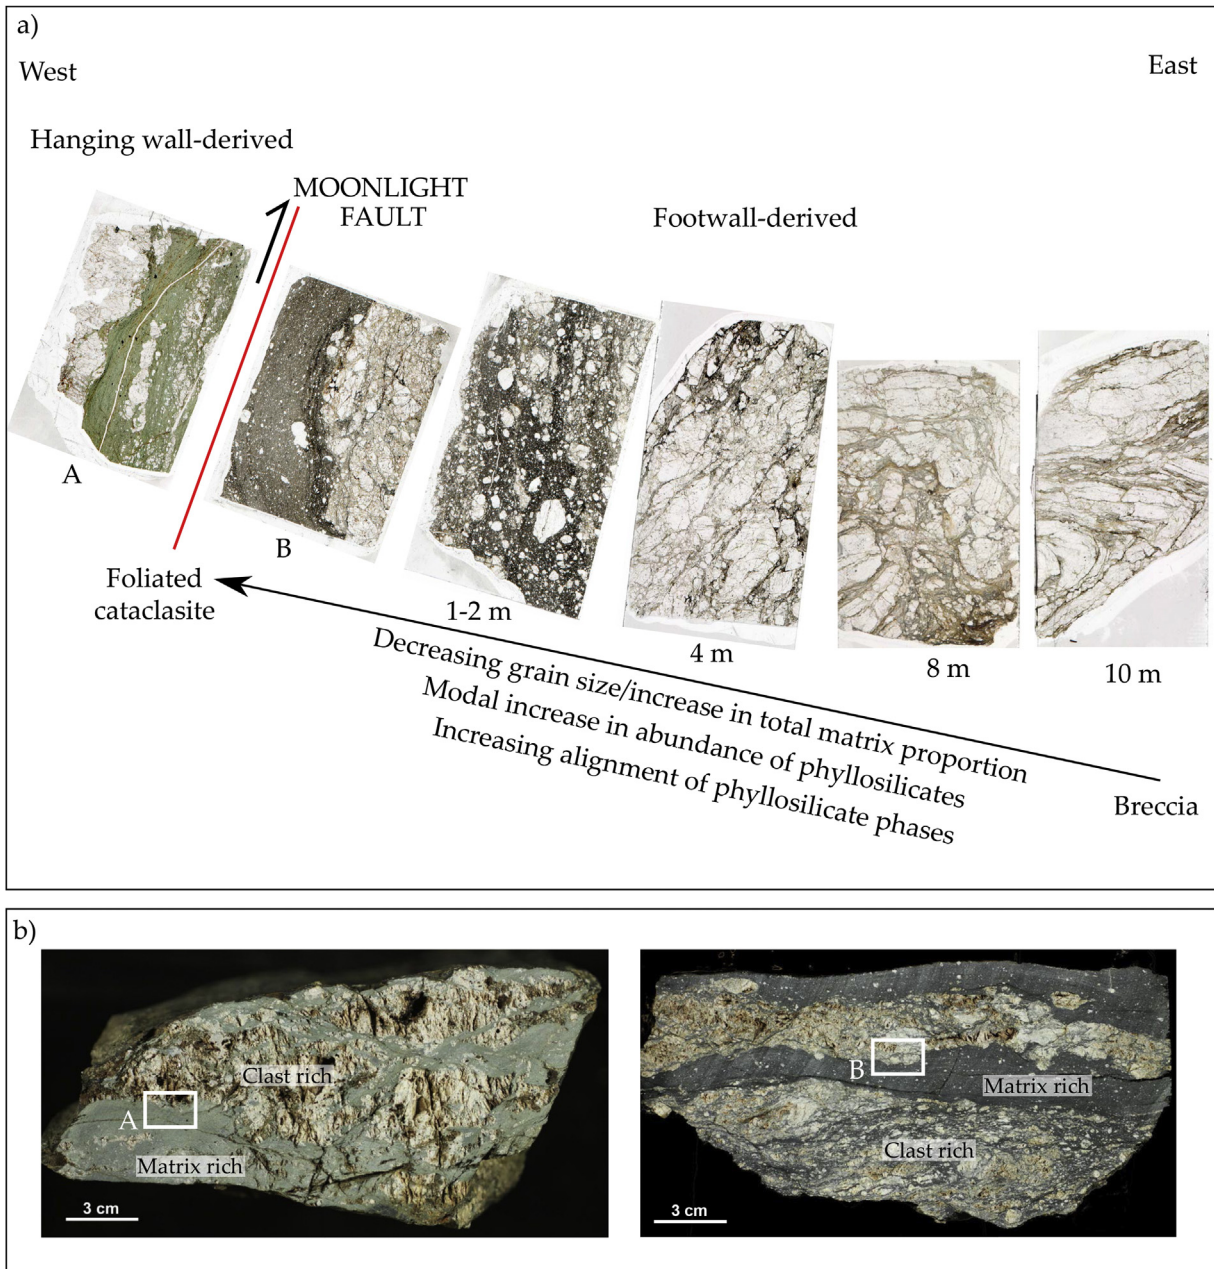 a)
West
East
Hanging wall-derived
MOONLIGHT
FAULT
Footwall-derived
A
B
Foliated
cataclasite
1-2 m
4 m
8 m
10 m
Decreasing grain size/increase in total matrix proportion
Modal increase in abundance of phyllosilicates
Increasing alignment of phyllosilicate phases
Breccia
b)
Clast rich
A
Matrix rich
3 cm
B
Matrix rich
Clast rich
3 cm